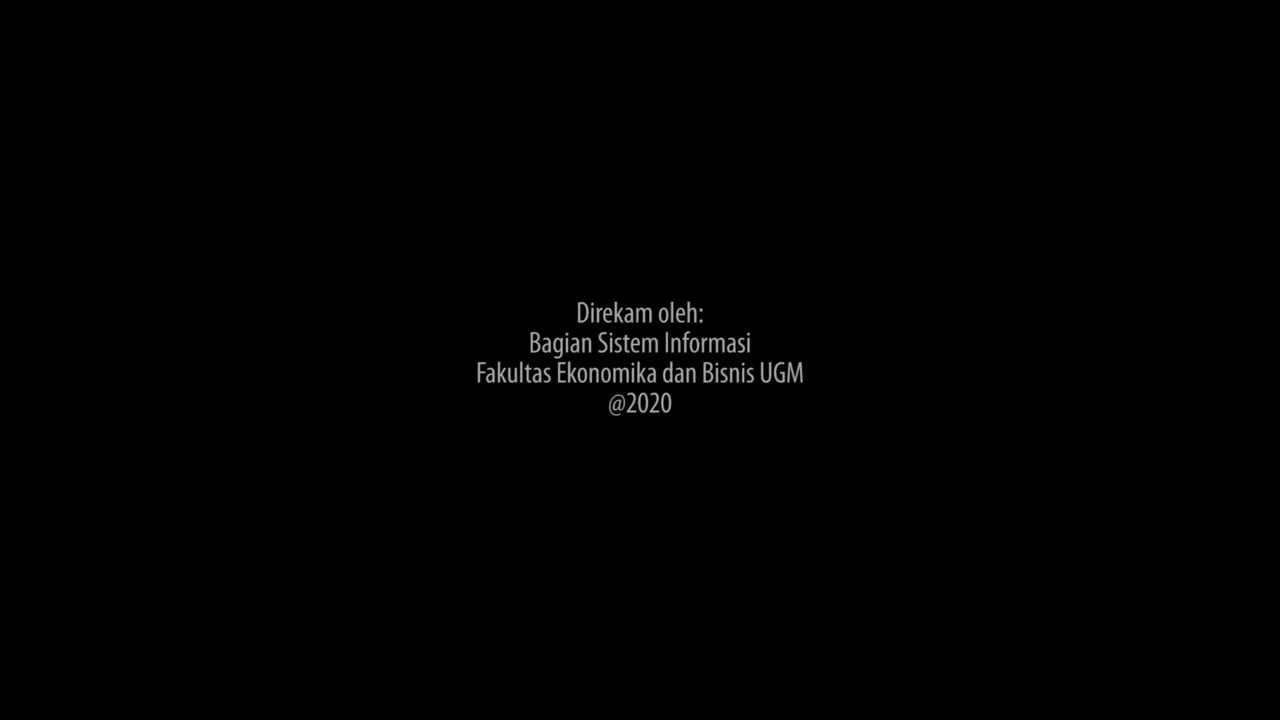 Direkam oleh:
Bagian Sistem Informasi
Fakultas Ekonomika dan Bisnis UGM
@2020